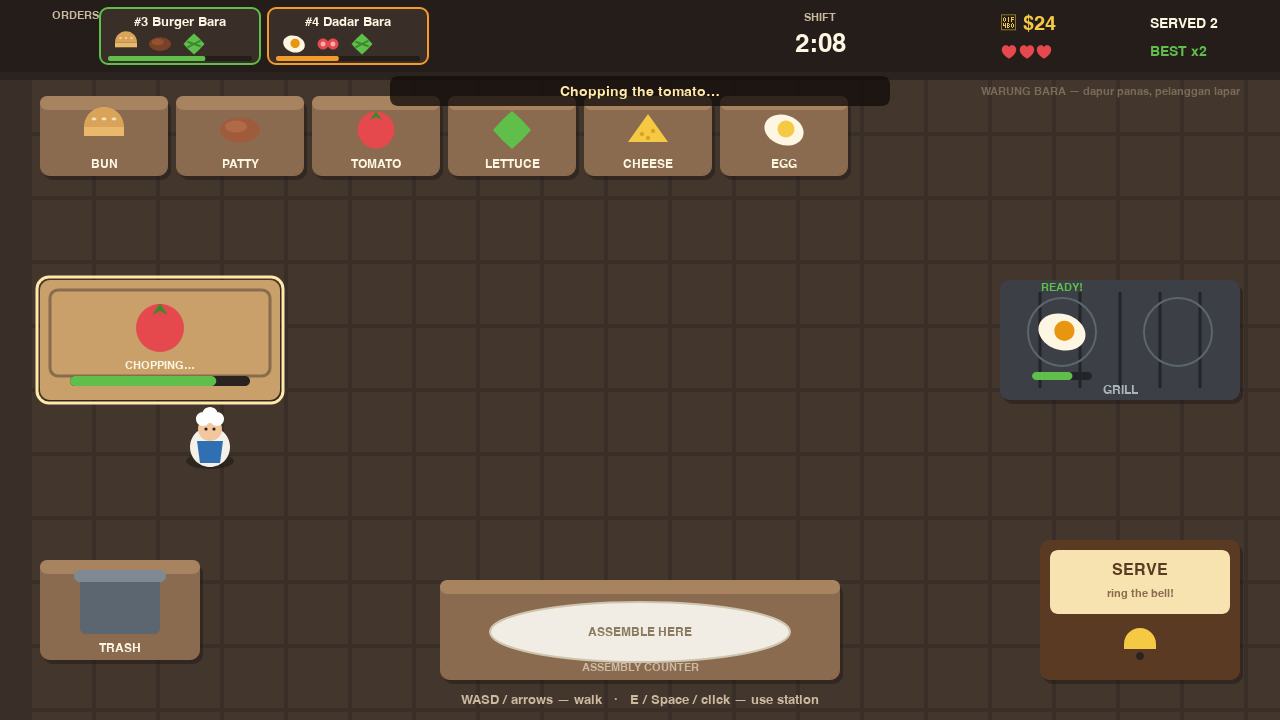 ORDERS
#3 Burger Bara
#4 Dadar Bara
SHIFT
2:08
$24
SERVED 2
BEST x2
Chopping the tomato…
WARUNG BARA — dapur panas, pelanggan lapar
BUN
PATTY
TOMATO
LETTUCE
CHEESE
EGG
CHOPPING…
READY!
GRILL
TRASH
ASSEMBLE HERE
ASSEMBLY COUNTER
SERVE
ring the bell!
WASD / arrows — walk · E / Space / click — use station